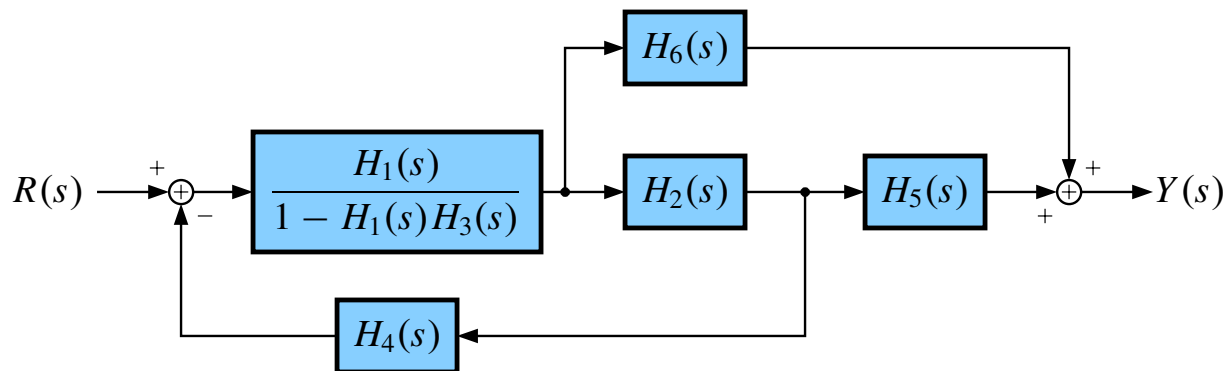 H₆(s)
R(s)
+
+
−
H₁(s)
1 − H₁(s)H₃(s)
H₂(s)
H₅(s)
+
+
+
Y(s)
H₄(s)